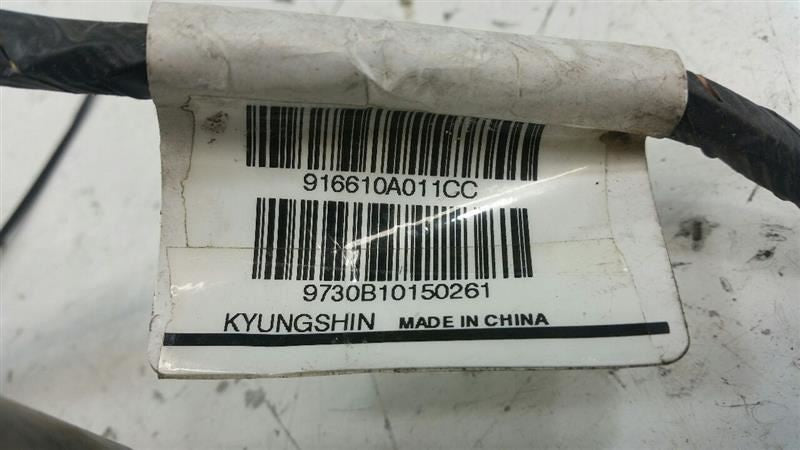 916610A011CC
9730B10150261
KYUNGSHIN MADE IN CHINA